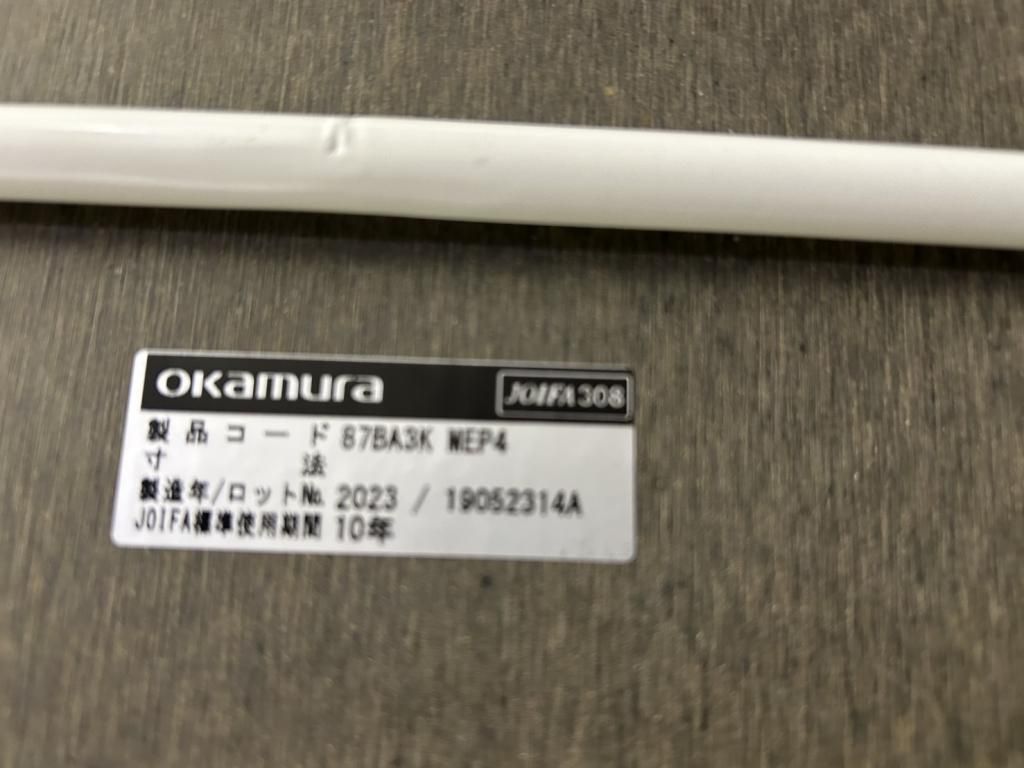 OKamura JOIFA308
製品コード 87BA3K MEP4
寸法
製造年/ロット№ 2023 / 19052314A
JOIFA標準使用期間 10年